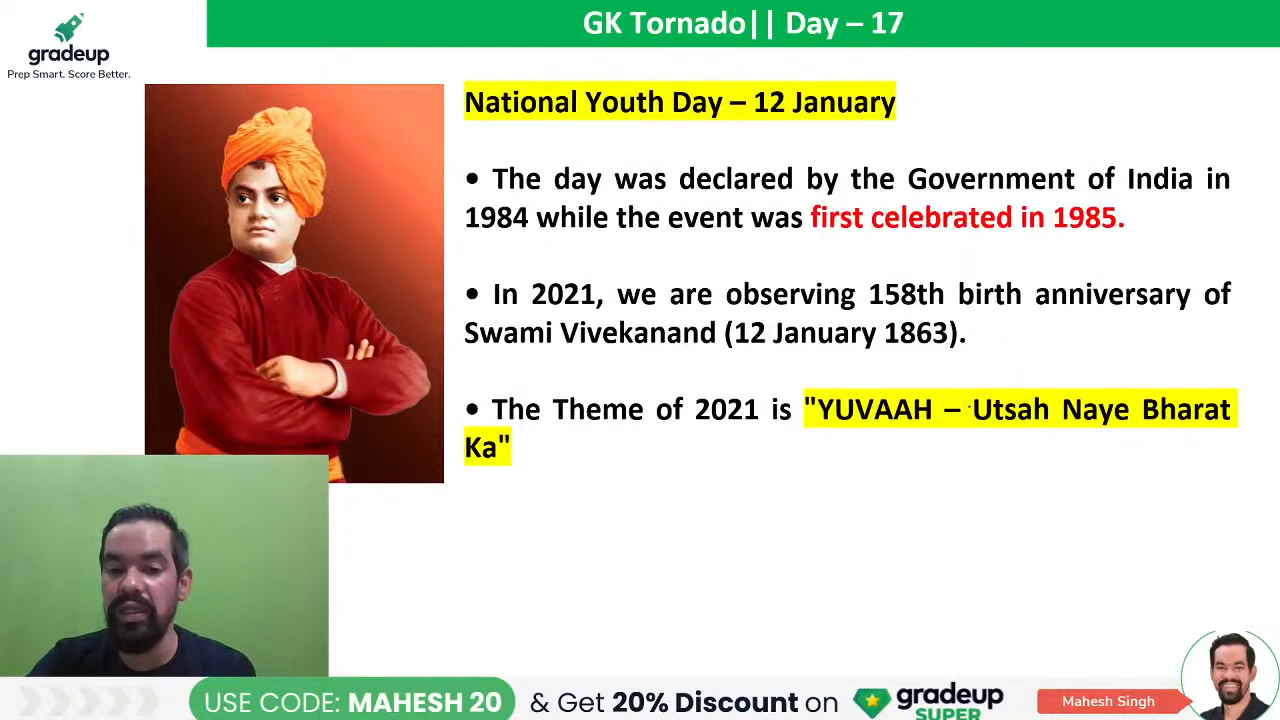 GK Tornado|| Day – 17
gradeup
Prep Smart. Score Better.
National Youth Day – 12 January
• The day was declared by the Government of India in
1984 while the event was first celebrated in 1985.
• In 2021, we are observing 158th birth anniversary of
Swami Vivekanand (12 January 1863).
• The Theme of 2021 is "YUVAAH – Utsah Naye Bharat
Ka"
USE CODE: MAHESH 20 & Get 20% Discount on gradeup
SUPER
Mahesh Singh